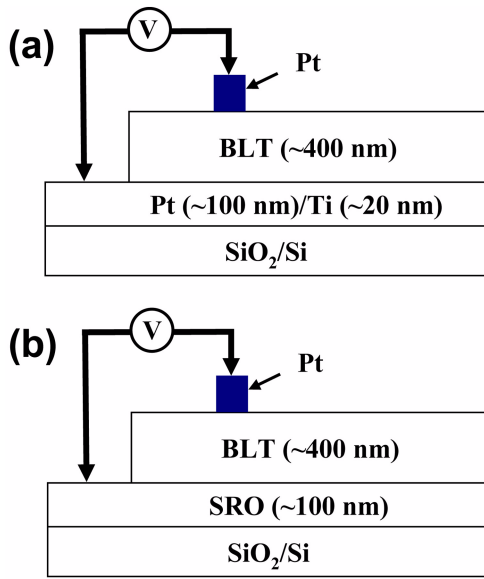 (a)
V
Pt
BLT (~400 nm)
Pt (~100 nm)/Ti (~20 nm)
SiO₂/Si
(b)
V
Pt
BLT (~400 nm)
SRO (~100 nm)
SiO₂/Si